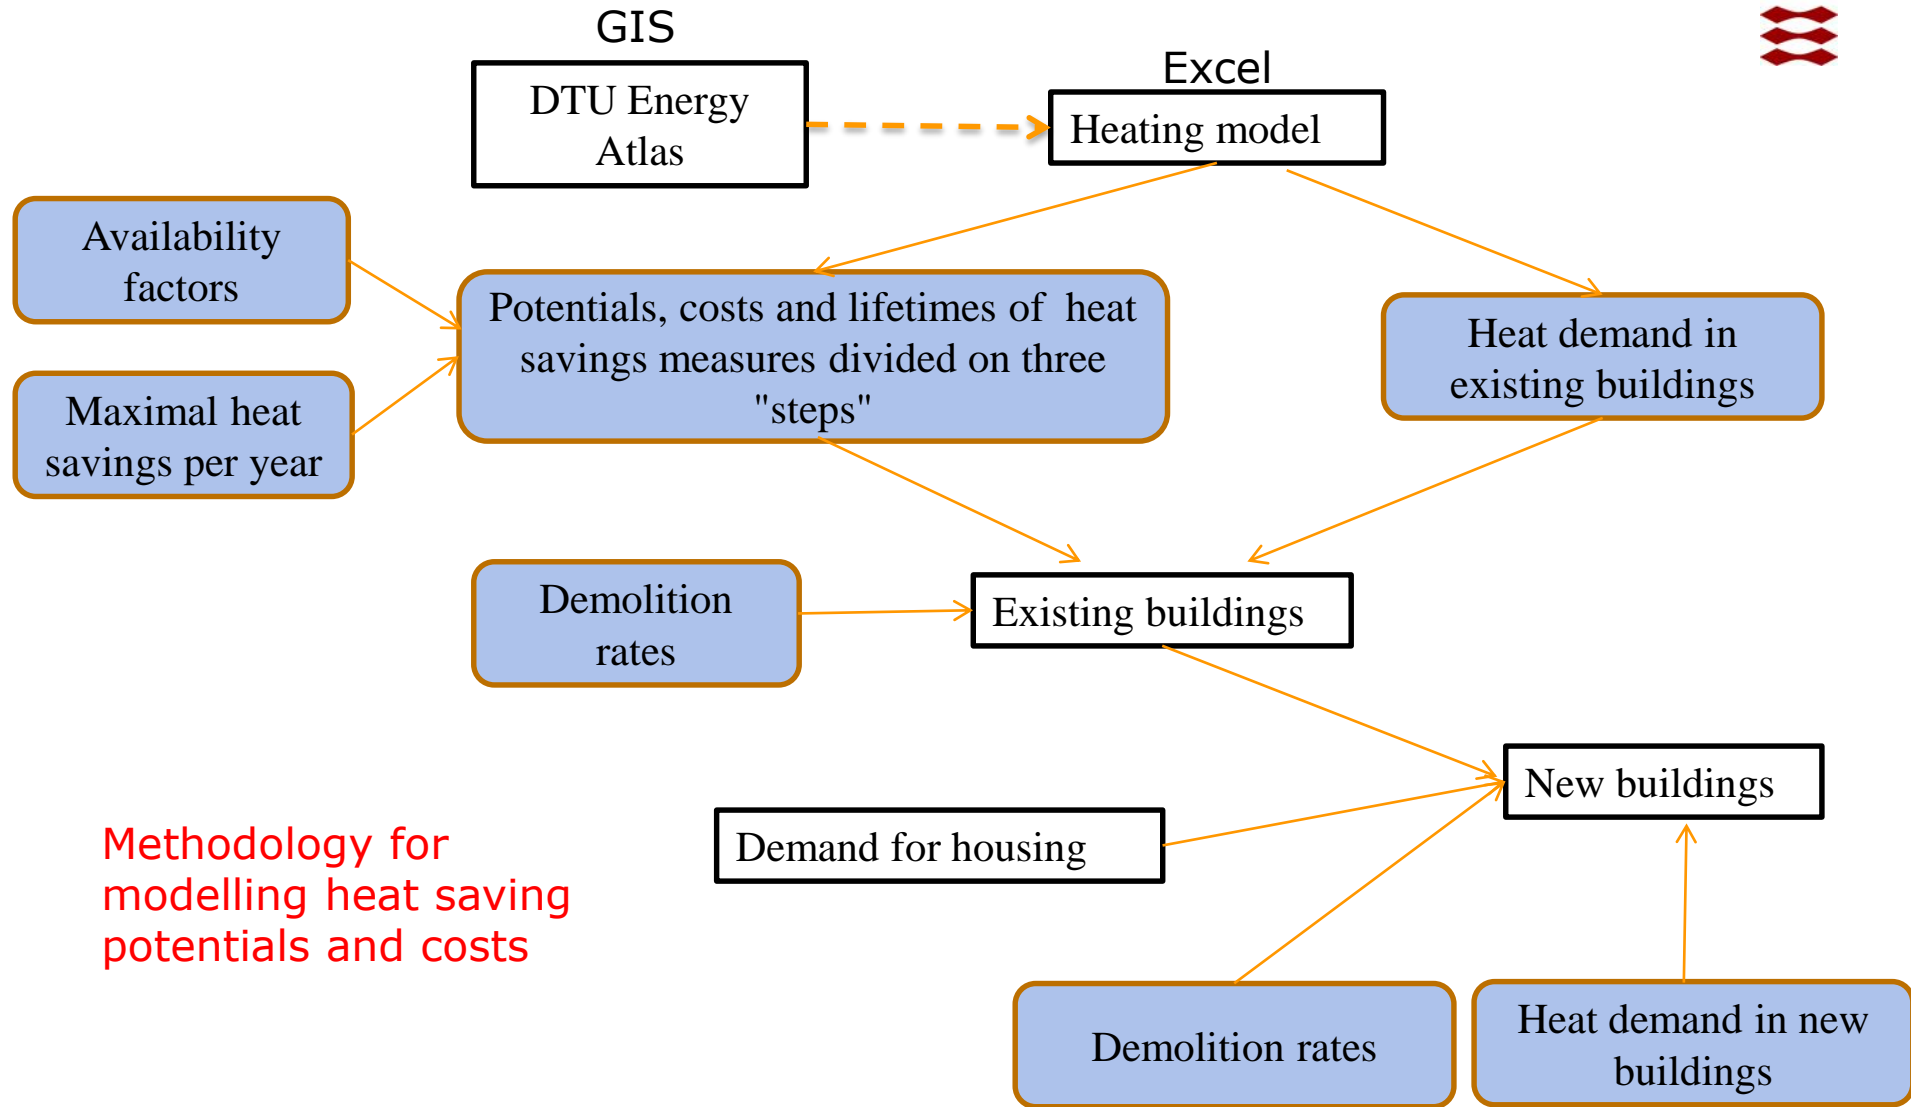 GIS
DTU Energy
Atlas
Excel
Heating model
Availability
factors
Potentials, costs and lifetimes of heat
savings measures divided on three
"steps"
Heat demand in
existing buildings
Maximal heat
savings per year
Demolition
rates
Existing buildings
New buildings
Demand for housing
Methodology for
modelling heat saving
potentials and costs
Demolition rates
Heat demand in new
buildings